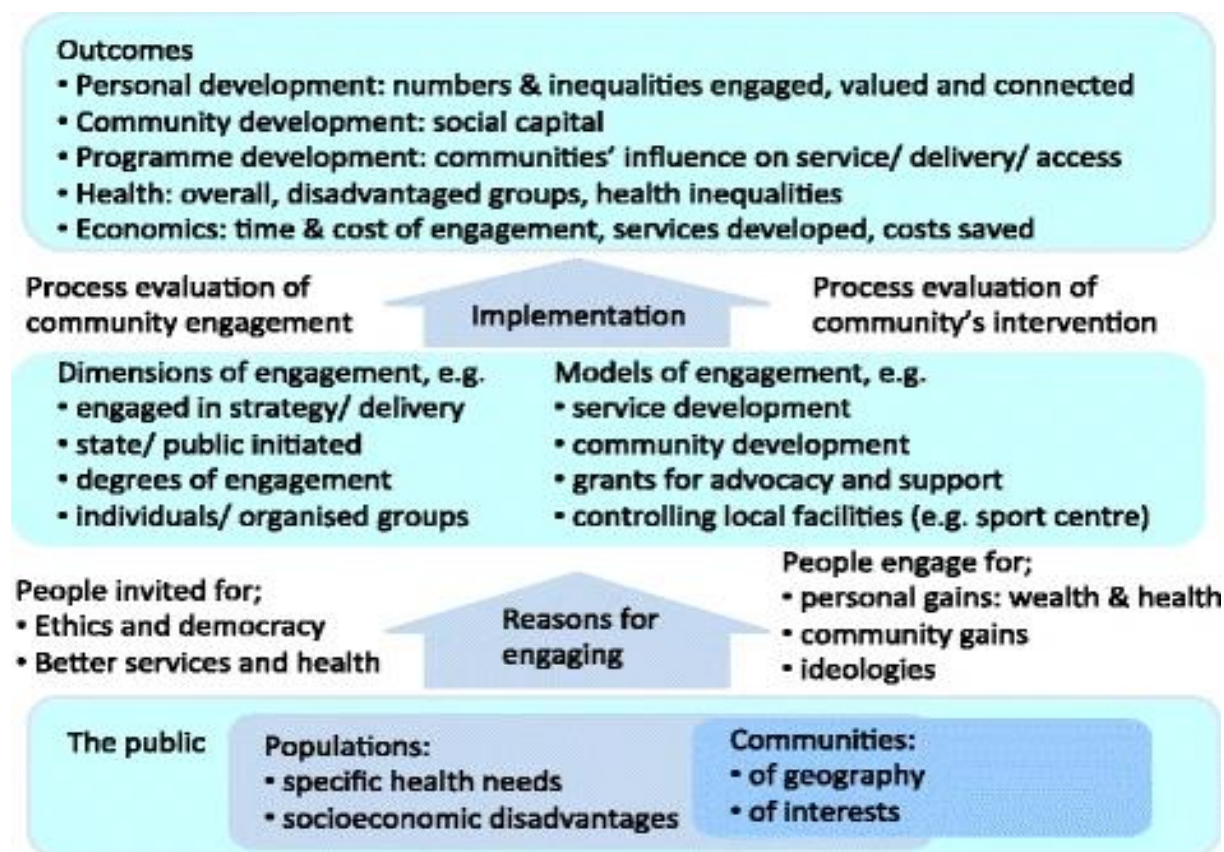 Outcomes
• Personal development: numbers & inequalities engaged, valued and connected
• Community development: social capital
• Programme development: communities' influence on service/ delivery/ access
• Health: overall, disadvantaged groups, health inequalities
• Economics: time & cost of engagement, services developed, costs saved
Process evaluation of
community engagement
Implementation
Process evaluation of
community's intervention
Dimensions of engagement, e.g.
• engaged in strategy/ delivery
• state/ public initiated
• degrees of engagement
• individuals/ organised groups
Models of engagement, e.g.
• service development
• community development
• grants for advocacy and support
• controlling local facilities (e.g. sport centre)
People invited for;
• Ethics and democracy
• Better services and health
Reasons for
engaging
People engage for;
• personal gains: wealth & health
• community gains
• ideologies
The public
Populations:
• specific health needs
• socioeconomic disadvantages
Communities:
• of geography
• of interests